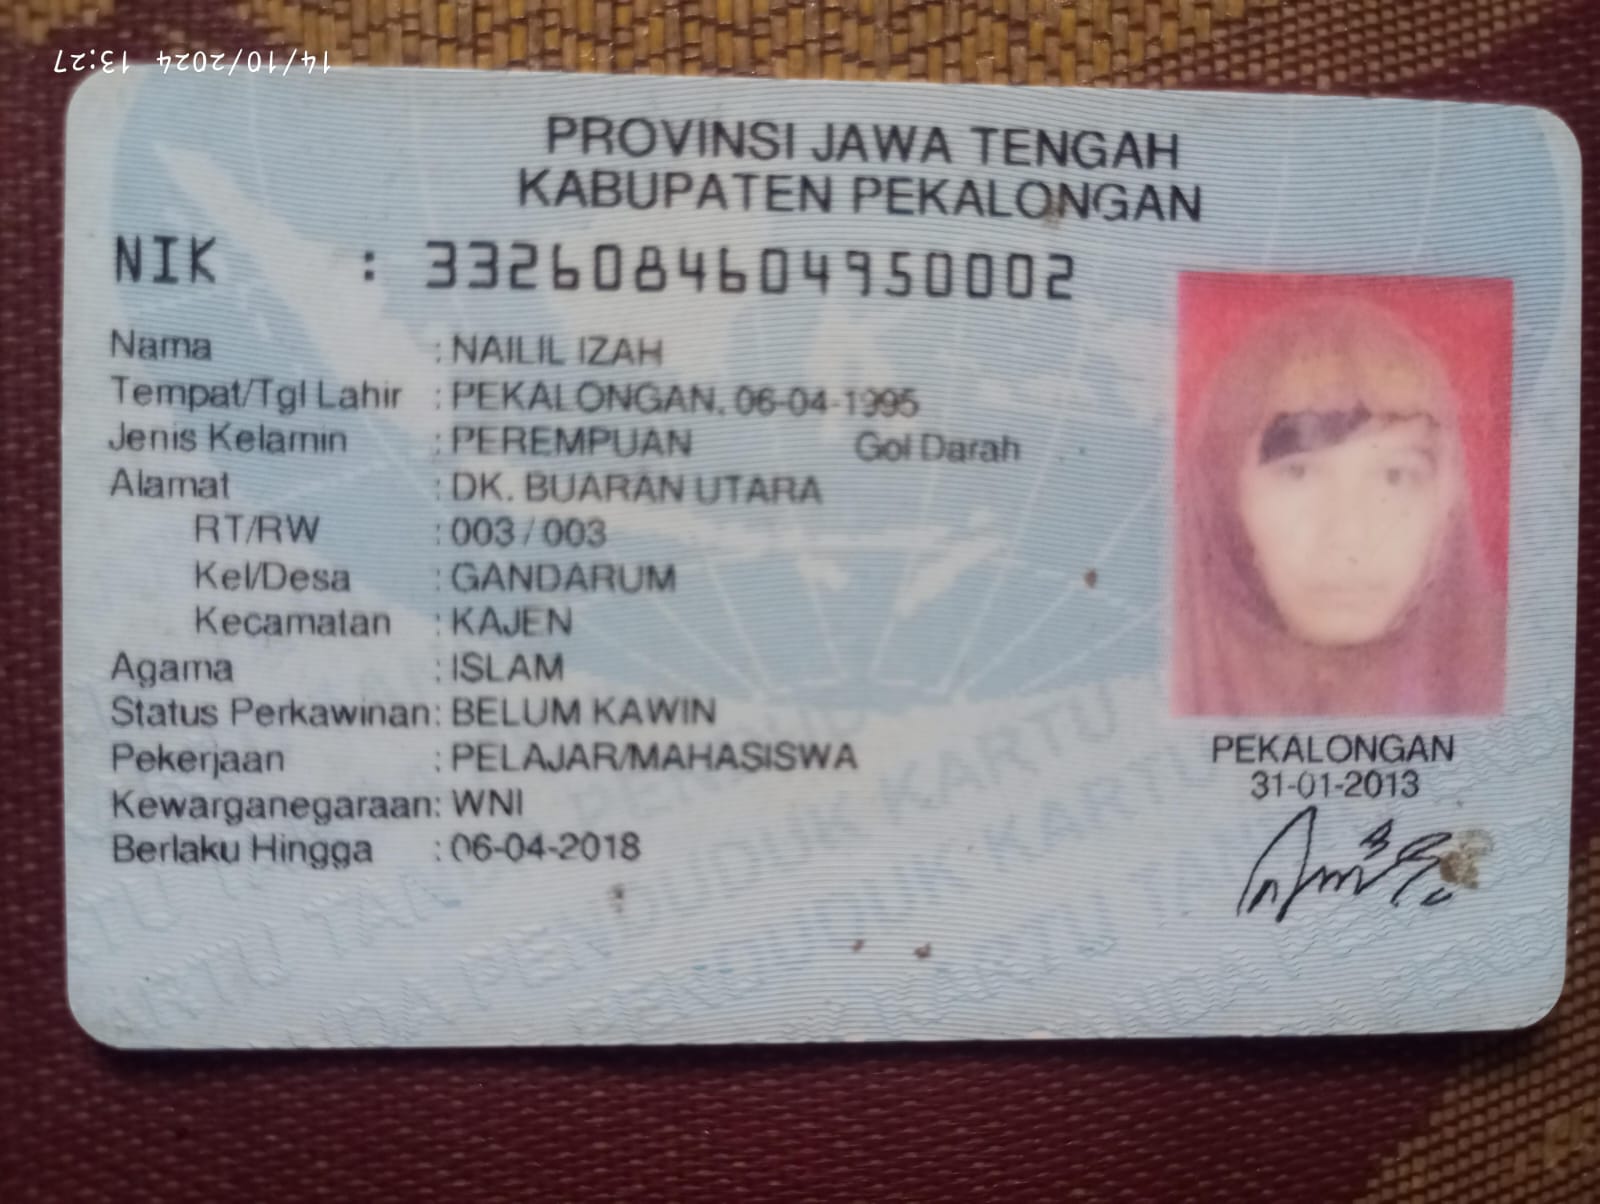 14/10/2024 13:27
PROVINSI JAWA TENGAH
KABUPATEN PEKALONGAN
NIK : 3326084604950002
Nama : NAILIL IZAH
Tempat/Tgl Lahir : PEKALONGAN, 06-04-1995
Jenis Kelamin : PEREMPUAN Gol Darah : -
Alamat : DK. BUARAN UTARA
RT/RW : 003 / 003
Kel/Desa : GANDARUM
Kecamatan : KAJEN
Agama : ISLAM
Status Perkawinan: BELUM KAWIN
Pekerjaan : PELAJAR/MAHASISWA
Kewarganegaraan: WNI
Berlaku Hingga : 06-04-2018
PEKALONGAN
31-01-2013